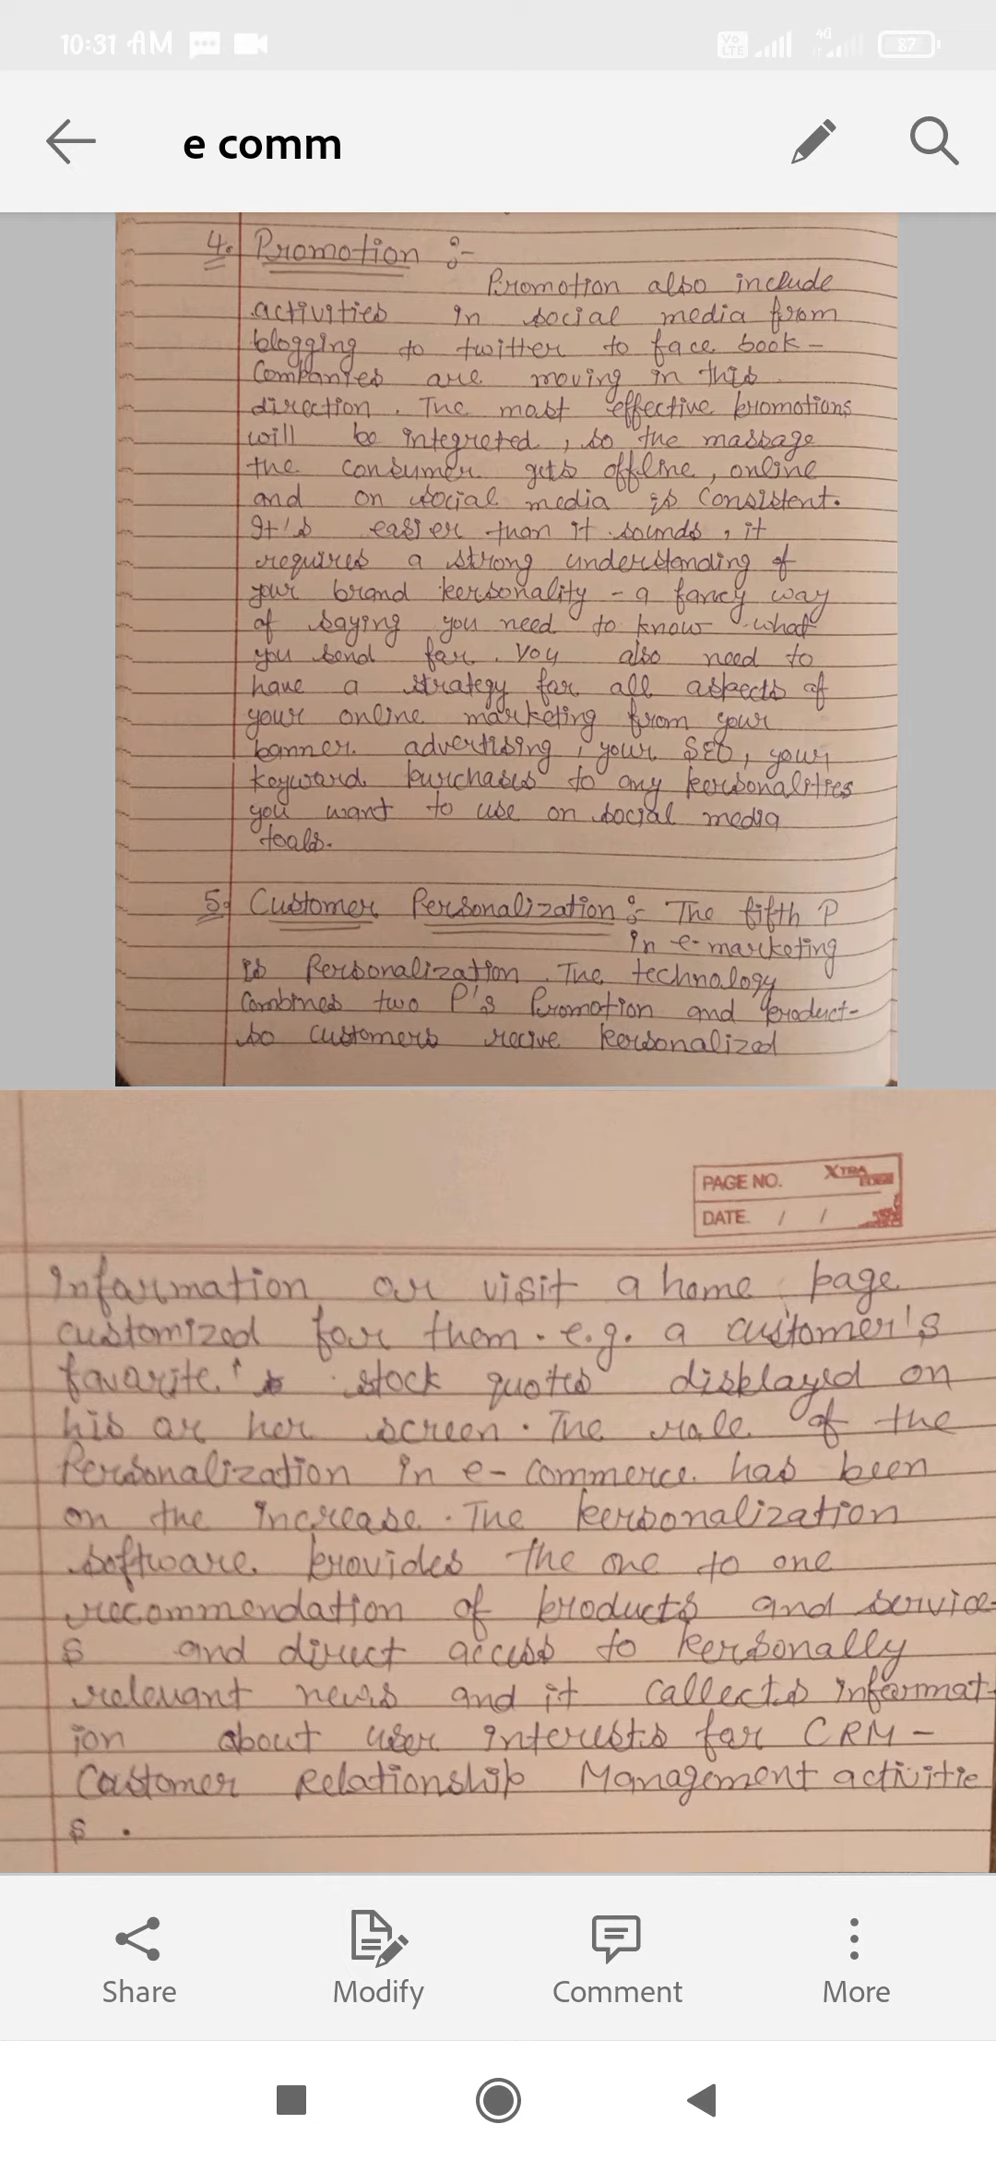 10:31 AM
VO LTE 4G 87
e comm
4. Promotion :-
Promotion also include
activities in social media from
blogging to twitter to face book -
Companies are moving in this
direction. The most effective promotions
will be integreted, so the massage
the consumer gets offline, online
and on social media is consistent.
It's easier than it sounds, it
requires a strong understanding of
your brand personality - a fancy way
of saying you need to know what
you send for. You also need to
have a strategy for all aspects of
your online marketing from your
banner advertising, your SEO, your
keyward purchases to any personalities
you want to use on social media
toals.
5. Customer Personalization :- The fifth P
in e-marketing
is Personalization. The technology
combines two P's Promotion and product-
so customers recive personalized
PAGE NO. XTRA
DATE / /
Information or visit a home page
customized for them. e.g. a customer's
favarite stock quotes displayed on
his or her screen. The role of the
Personalization in e-commerce has been
on the increase. The personalization
software provides the one to one
recommendation of products and service-
s and direct access to personally
relevant news and it collects informat-
ion about user interests for CRM -
Customer Relationship Management activitie
s.
Share Modify Comment More